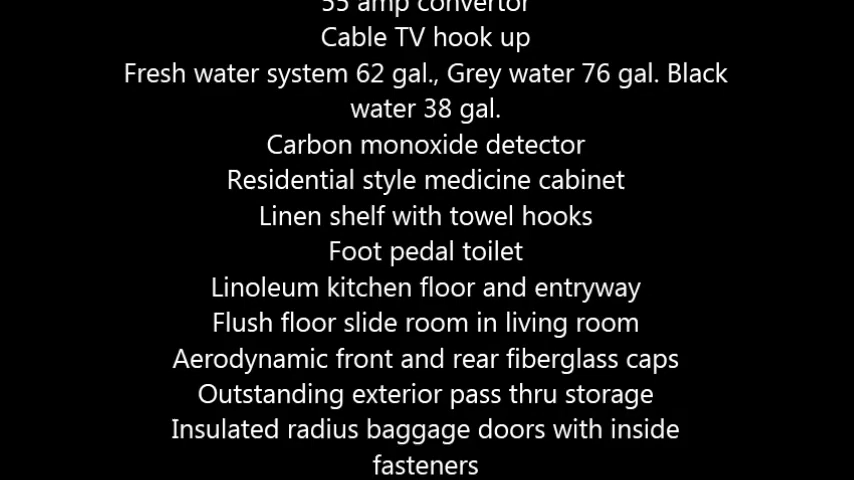 55 amp convertor
Cable TV hook up
Fresh water system 62 gal., Grey water 76 gal. Black
water 38 gal.
Carbon monoxide detector
Residential style medicine cabinet
Linen shelf with towel hooks
Foot pedal toilet
Linoleum kitchen floor and entryway
Flush floor slide room in living room
Aerodynamic front and rear fiberglass caps
Outstanding exterior pass thru storage
Insulated radius baggage doors with inside
fasteners